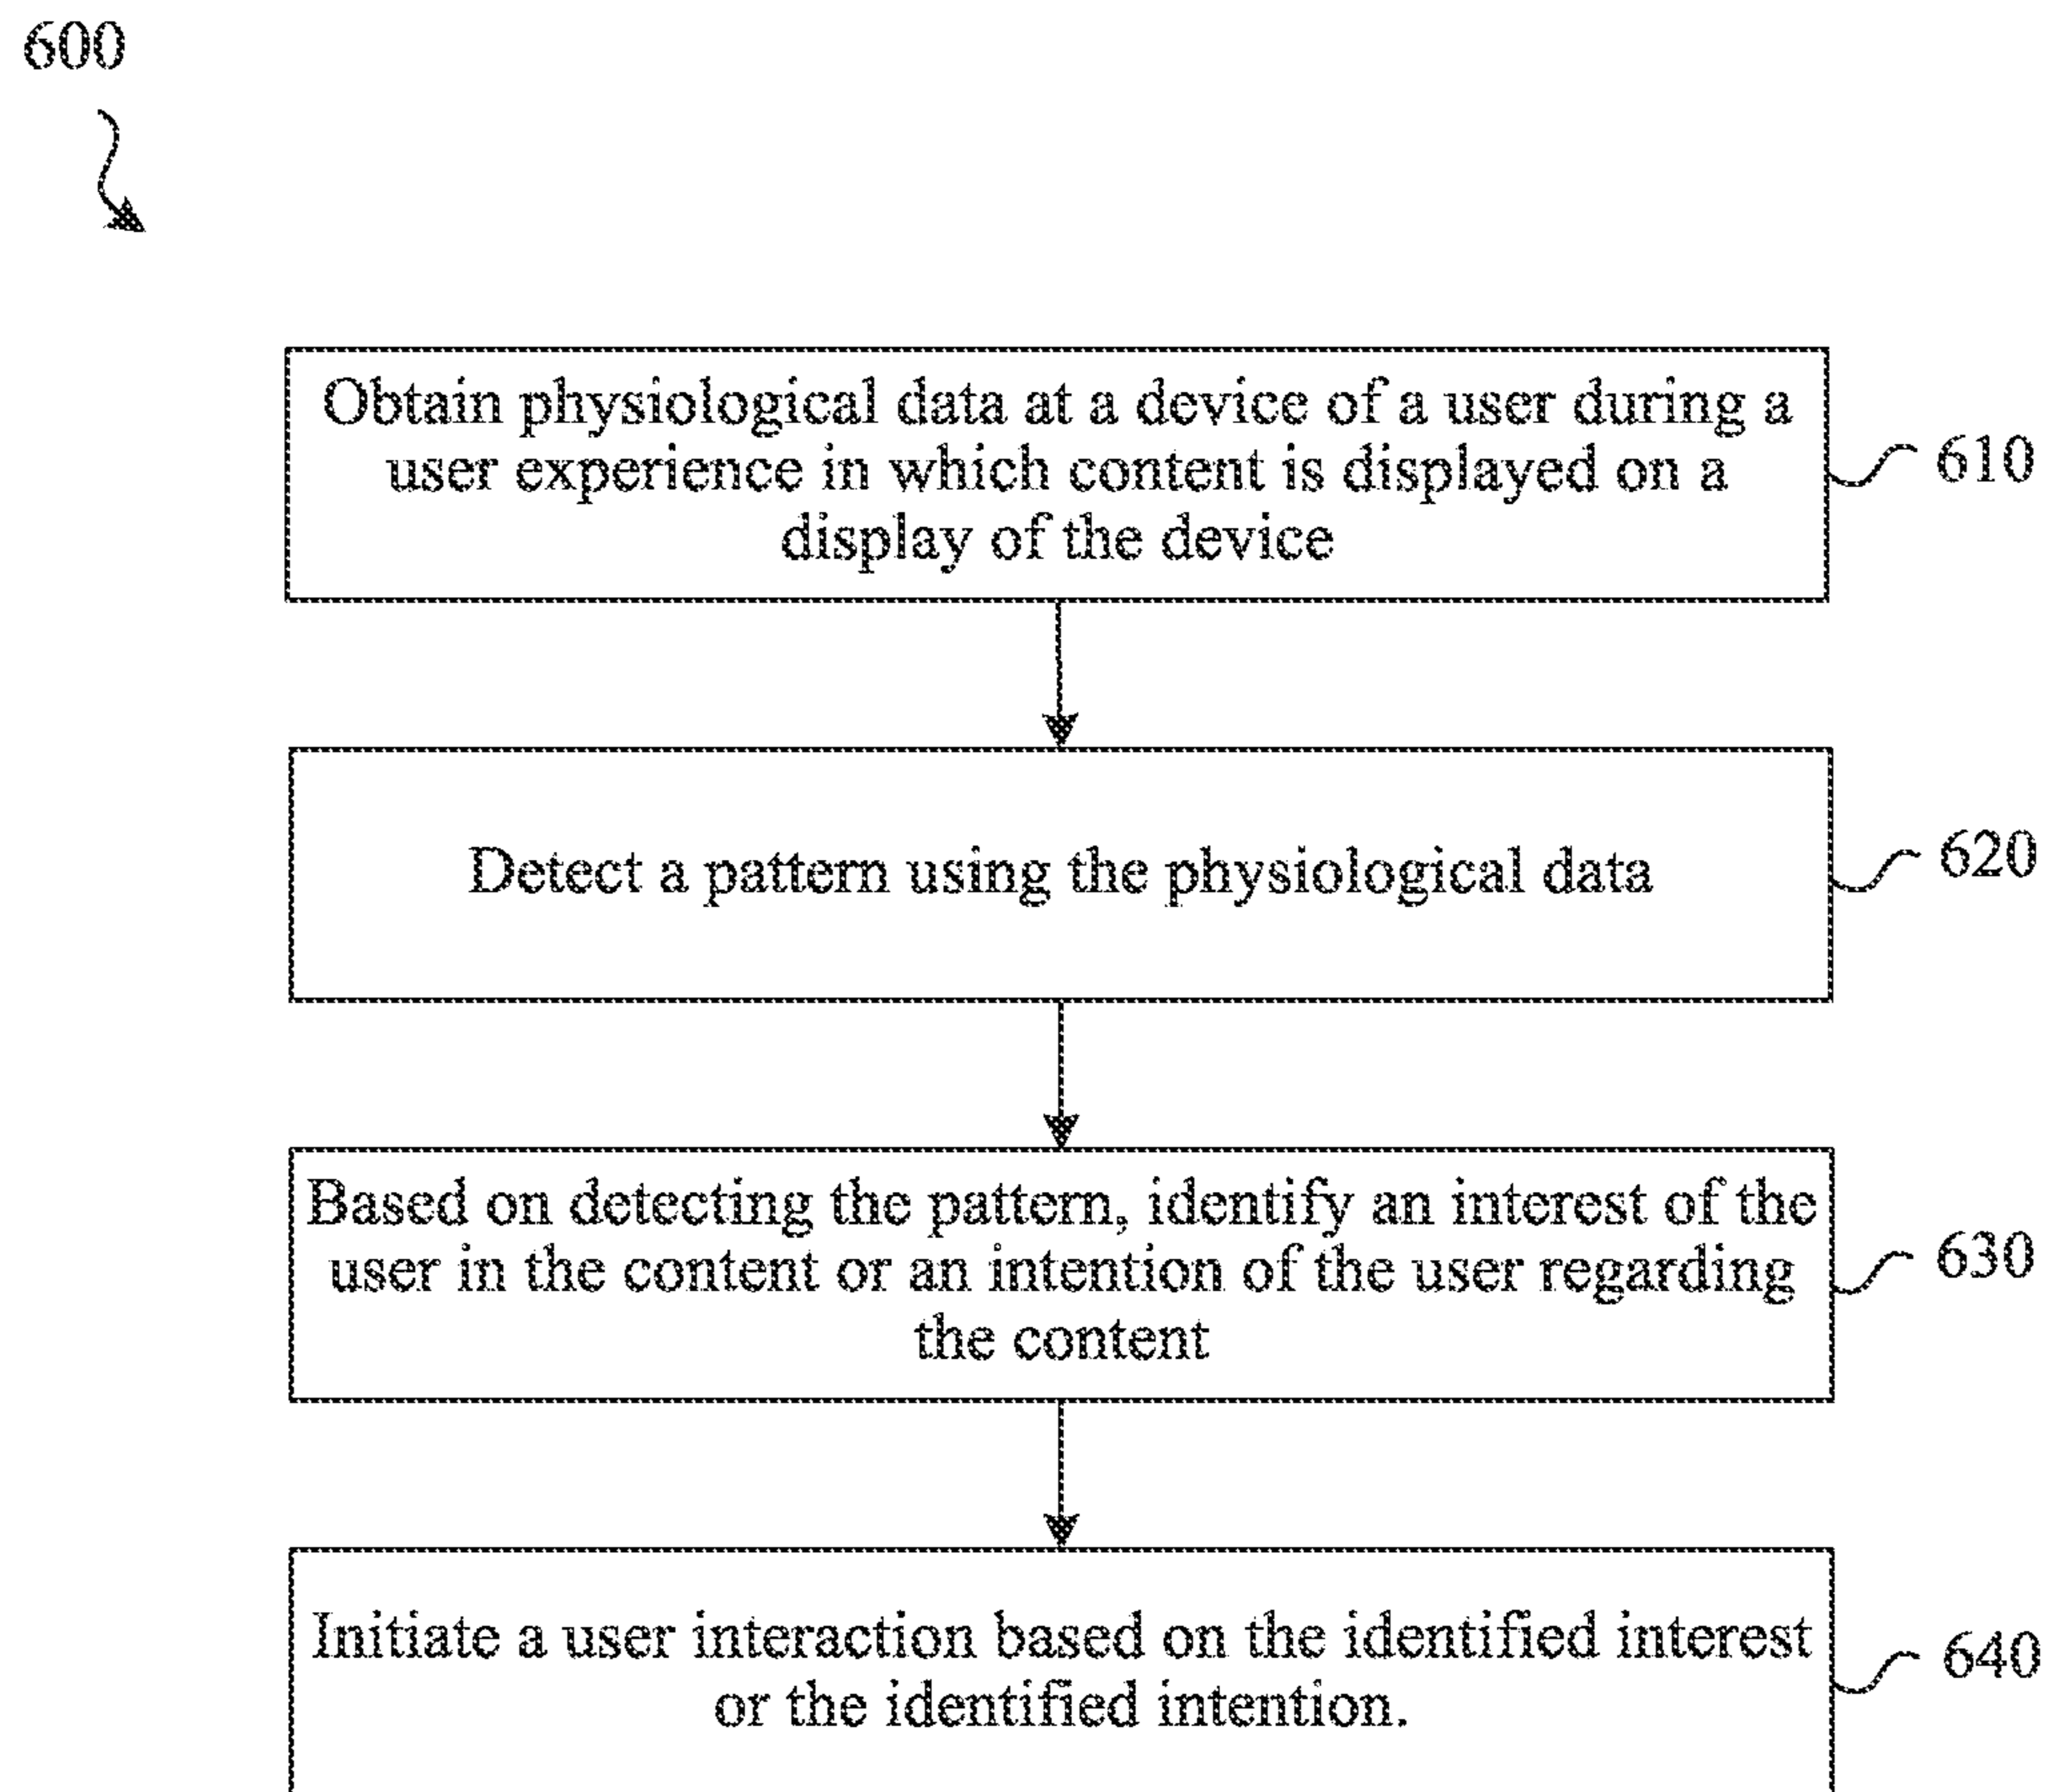 600
Obtain physiological data at a device of a user during a
user experience in which content is displayed on a
display of the device
610
Detect a pattern using the physiological data
620
Based on detecting the pattern, identify an interest of the
user in the content or an intention of the user regarding
the content
630
Initiate a user interaction based on the identified interest
or the identified intention.
640